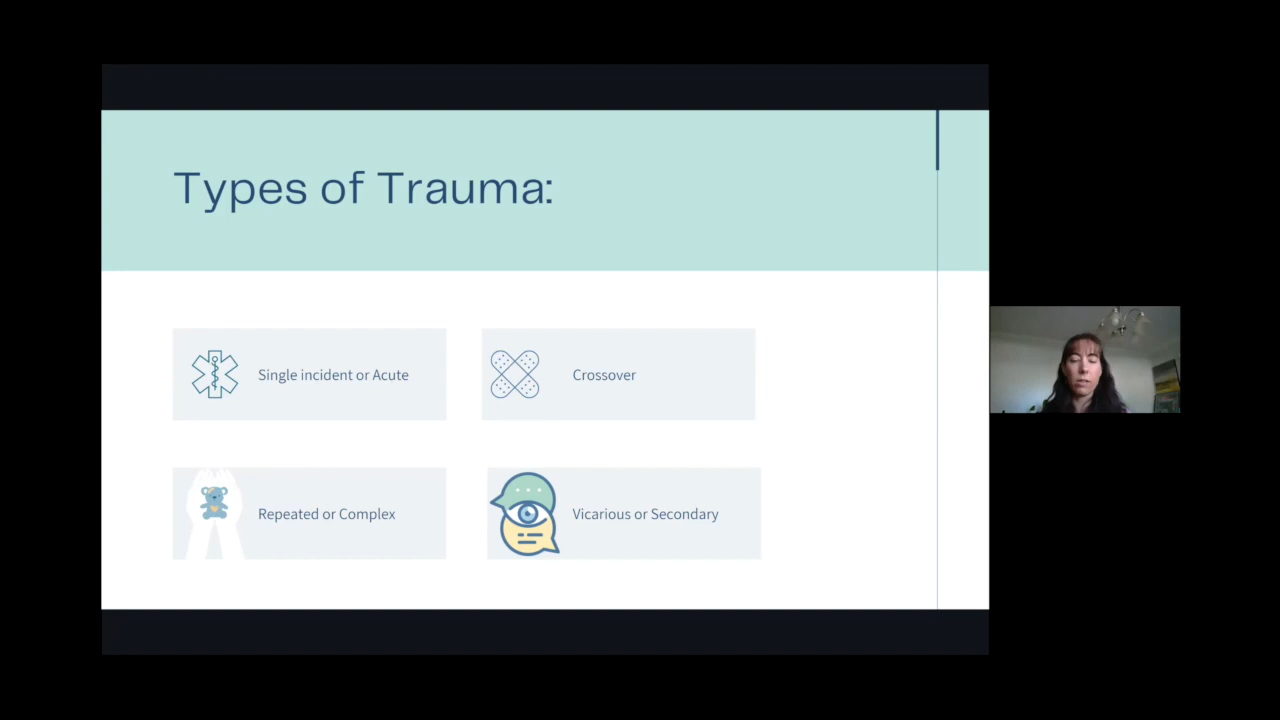 Types of Trauma:
Single incident or Acute
Crossover
Repeated or Complex
Vicarious or Secondary